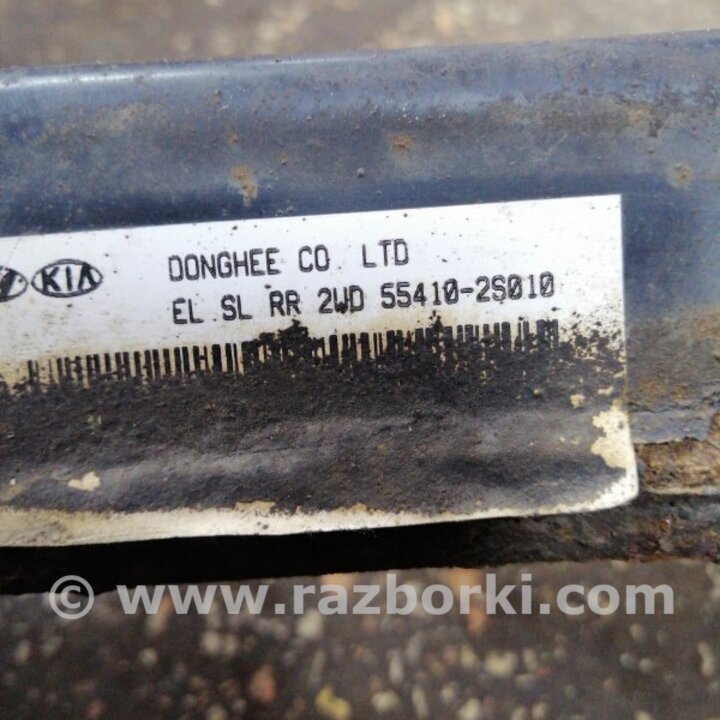 KIA
DONGHEE CO LTD
EL SL RR 2WD 55410-2S010
© www.razborki.com